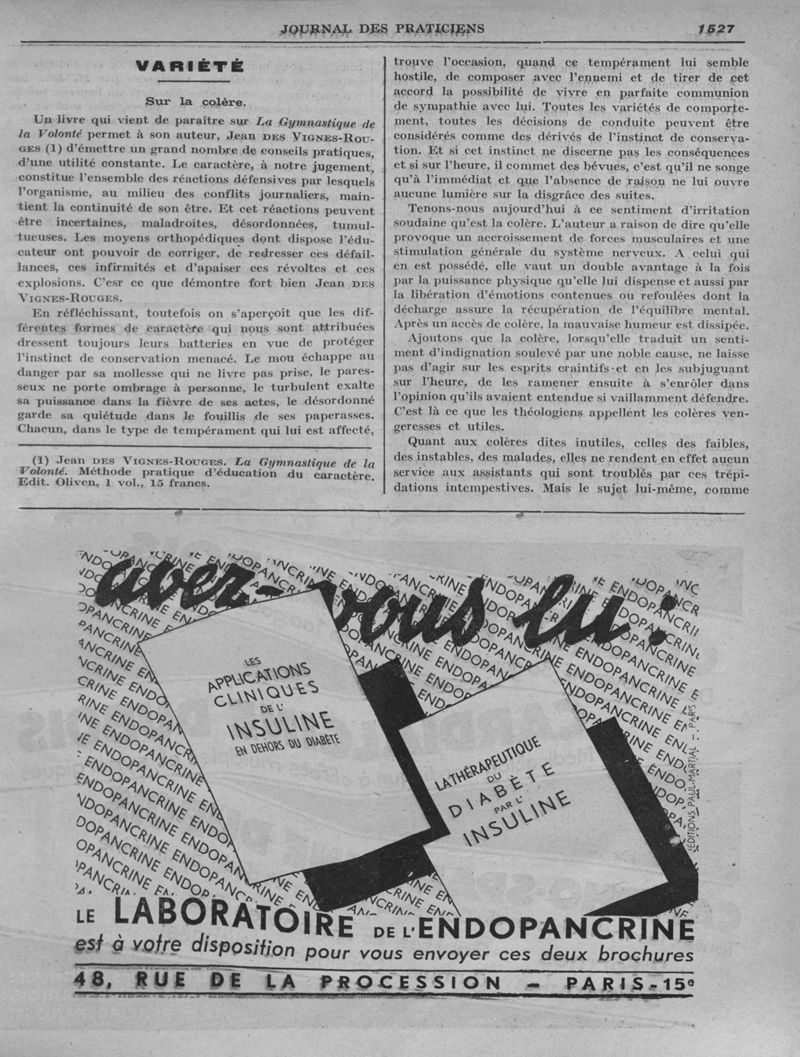 JOURNAL DES PRATICIENS 1527
VARIÉTÉ
Sur la colère.
Un livre qui vient de paraître sur La Gymnastique de
la Volonté permet à son auteur, Jean DES VIGNES-ROU-
GES (1) d'émettre un grand nombre de conseils pratiques,
d'une utilité constante. Le caractère, à notre jugement,
constitue l'ensemble des réactions défensives par lesquels
l'organisme, au milieu des conflits journaliers, main-
tient la continuité de son être. Et cet réactions peuvent
être incertaines, maladroites, désordonnées, tumul-
tueuses. Les moyens orthopédiques dont dispose l'édu-
cateur ont pouvoir de corriger, de redresser ces défail-
lances, ces infirmités et d'apaiser ces révoltes et ces
explosions. C'esr ce que démontre fort bien Jean DES
VIGNES-ROUGES.
En réfléchissant, toutefois on s'aperçoit que les dif-
férentes formes de caractère qui nous sont attribuées
dressent toujours leurs batteries en vue de protéger
l'instinct de conservation menacé. Le mou échappe au
danger par sa mollesse qui ne livre pas prise, le pares-
seux ne porte ombrage à personne, le turbulent exalte
sa puissance dans la fièvre de ses actes, le désordonné
garde sa quiétude dans le fouillis de ses paperasses.
Chacun, dans le type de tempérament qui lui est affecté,
(1) Jean DES VIGNES-ROUGES. La Gymnastique de la
Volonté. Méthode pratique d'éducation du caractère.
Edit. Oliven, 1 vol., 15 francs.
trouve l'occasion, quand ce tempérament lui semble
hostile, de composer avec l'ennemi et de tirer de cet
accord la possibilité de vivre en parfaite communion
de sympathie avec lui. Toutes les variétés de comporte-
ment, toutes les décisions de conduite peuvent être
considérés comme des dérivés de l'instinct de conserva-
tion. Et si cet instinct ne discerne pas les conséquences
et si sur l'heure, il commet des bévues, c'est qu'il ne songe
qu'à l'immédiat et que l'absence de raison ne lui ouvre
aucune lumière sur la disgrâce des suites.
Tenons-nous aujourd'hui à ce sentiment d'irritation
soudaine qu'est la colère. L'auteur a raison de dire qu'elle
provoque un accroissement de forces musculaires et une
stimulation générale du système nerveux. A celui qui
en est possédé, elle vaut un double avantage à la fois
par la puissance physique qu'elle lui dispense et aussi par
la libération d'émotions contenues ou refoulées dont la
décharge assure la récupération de l'équilibre mental.
Après un accès de colère, la mauvaise humeur est dissipée.
Ajoutons que la colère, lorsqu'elle traduit un senti-
ment d'indignation soulevé par une noble cause, ne laisse
pas d'agir sur les esprits craintifs et en les subjuguant
sur l'heure, de les ramener ensuite à s'enrôler dans
l'opinion qu'ils avaient entendue si vaillamment défendre.
C'est là ce que les théologiens appellent les colères ven-
geresses et utiles.
Quant aux colères dites inutiles, celles des faibles,
des instables, des malades, elles ne rendent en effet aucun
service aux assistants qui sont troublés par ces trépi-
dations intempestives. Mais le sujet lui-même, comme
avez-vous lu :
LES
APPLICATIONS
CLINIQUES
DE L'
INSULINE
EN DEHORS DU DIABÈTE
LA THÉRAPEUTIQUE
DU
DIABÈTE
PAR L'
INSULINE
ENDOPANCRINE
ÉDITIONS PAUL-MARTIAL - PARIS
LE LABORATOIRE DE L'ENDOPANCRINE
est à votre disposition pour vous envoyer ces deux brochures
48, RUE DE LA PROCESSION - PARIS-15e